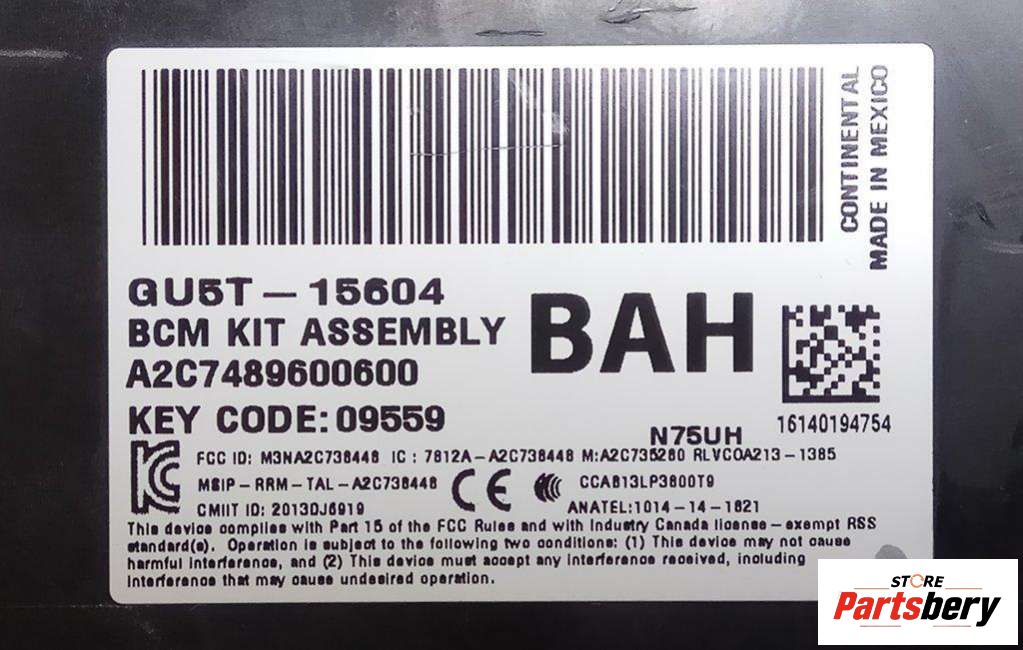 CONTINENTAL
MADE IN MEXICO
GU5T-15604
BCM KIT ASSEMBLY
A2C7489600600
BAH
KEY CODE: 09559
16140194754
N75UH
FCC ID: M3NA2C738448 IC: 7812A-A2C738448 M:A2C735280 RLVCOA213-1385
MSIP-RRM-TAL-A2C738448
CE
CCAB13LP3800T9
CMIIT ID: 2013DJ6919
ANATEL:1014-14-1821
This device complies with Part 15 of the FCC Rules and with Industry Canada license-exempt RSS
standard(s). Operation is subject to the following two conditions: (1) This device may not cause
harmful interference, and (2) This device must accept any interference received, including
interference that may cause undesired operation.
STORE
Partsbery